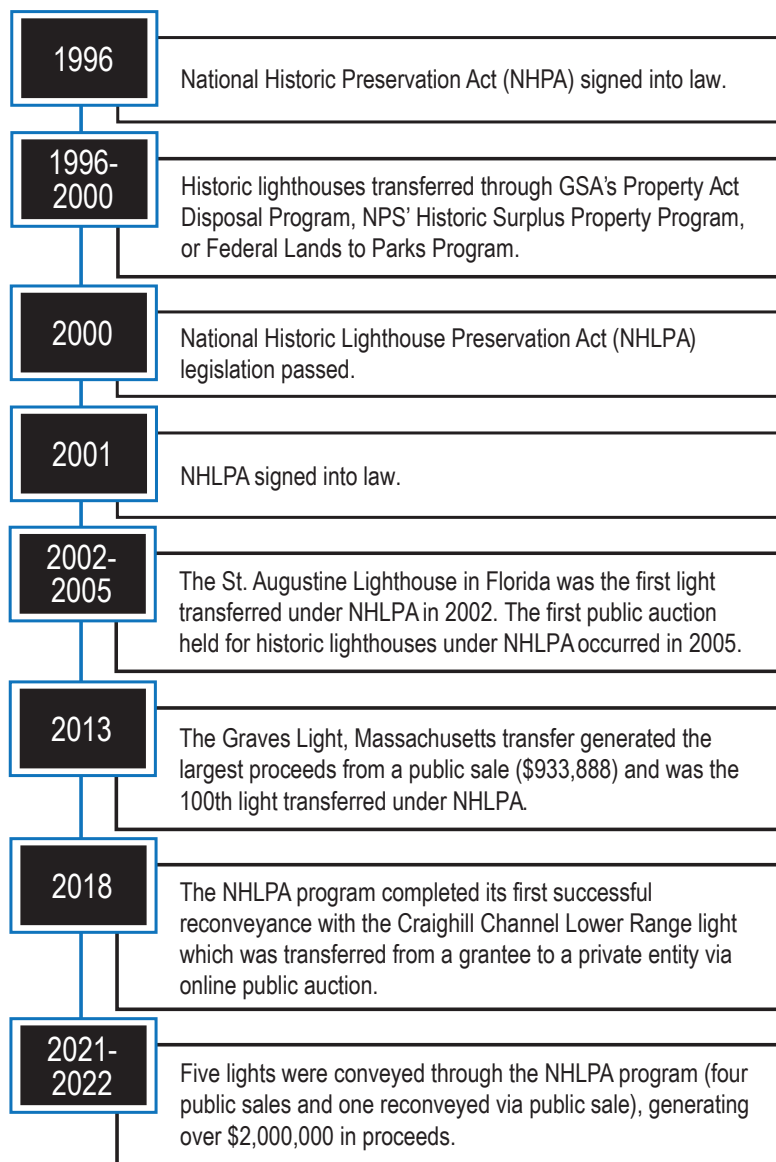 1996
National Historic Preservation Act (NHPA) signed into law.
1996-
2000
Historic lighthouses transferred through GSA’s Property Act
Disposal Program, NPS’ Historic Surplus Property Program,
or Federal Lands to Parks Program.
2000
National Historic Lighthouse Preservation Act (NHLPA)
legislation passed.
2001
NHLPA signed into law.
2002-
2005
The St. Augustine Lighthouse in Florida was the first light
transferred under NHLPA in 2002. The first public auction
held for historic lighthouses under NHLPA occurred in 2005.
2013
The Graves Light, Massachusetts transfer generated the
largest proceeds from a public sale ($933,888) and was the
100th light transferred under NHLPA.
2018
The NHLPA program completed its first successful
reconveyance with the Craighill Channel Lower Range light
which was transferred from a grantee to a private entity via
online public auction.
2021-
2022
Five lights were conveyed through the NHLPA program (four
public sales and one reconveyed via public sale), generating
over $2,000,000 in proceeds.